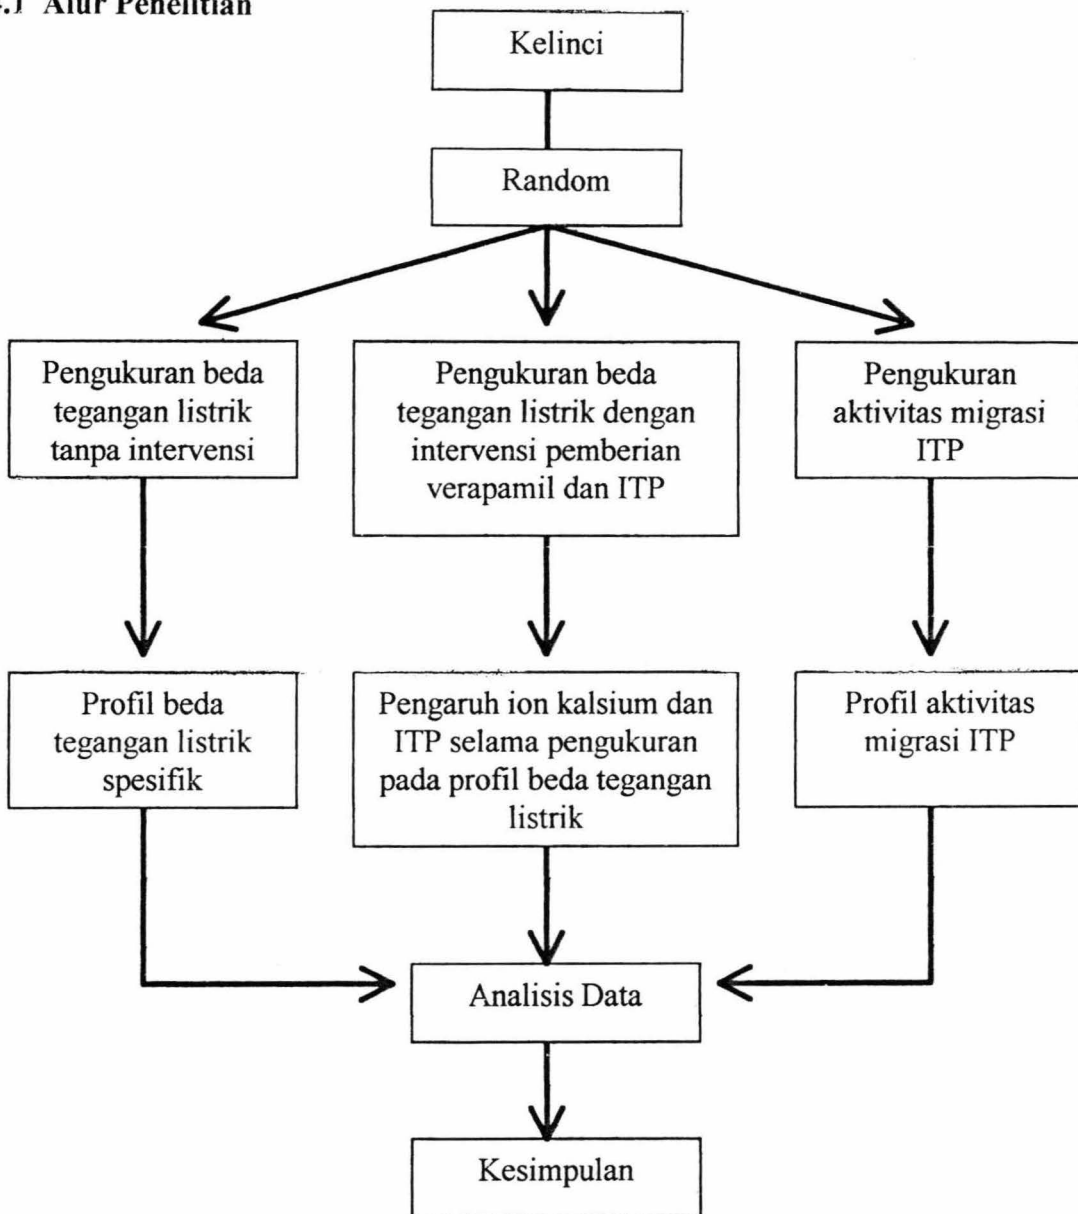 Alur Penelitian
Kelinci
Random
Pengukuran beda
tegangan listrik
tanpa intervensi
Pengukuran beda
tegangan listrik dengan
intervensi pemberian
verapamil dan ITP
Pengukuran
aktivitas migrasi
ITP
Profil beda
tegangan listrik
spesifik
Pengaruh ion kalsium dan
ITP selama pengukuran
pada profil beda tegangan
listrik
Profil aktivitas
migrasi ITP
Analisis Data
Kesimpulan